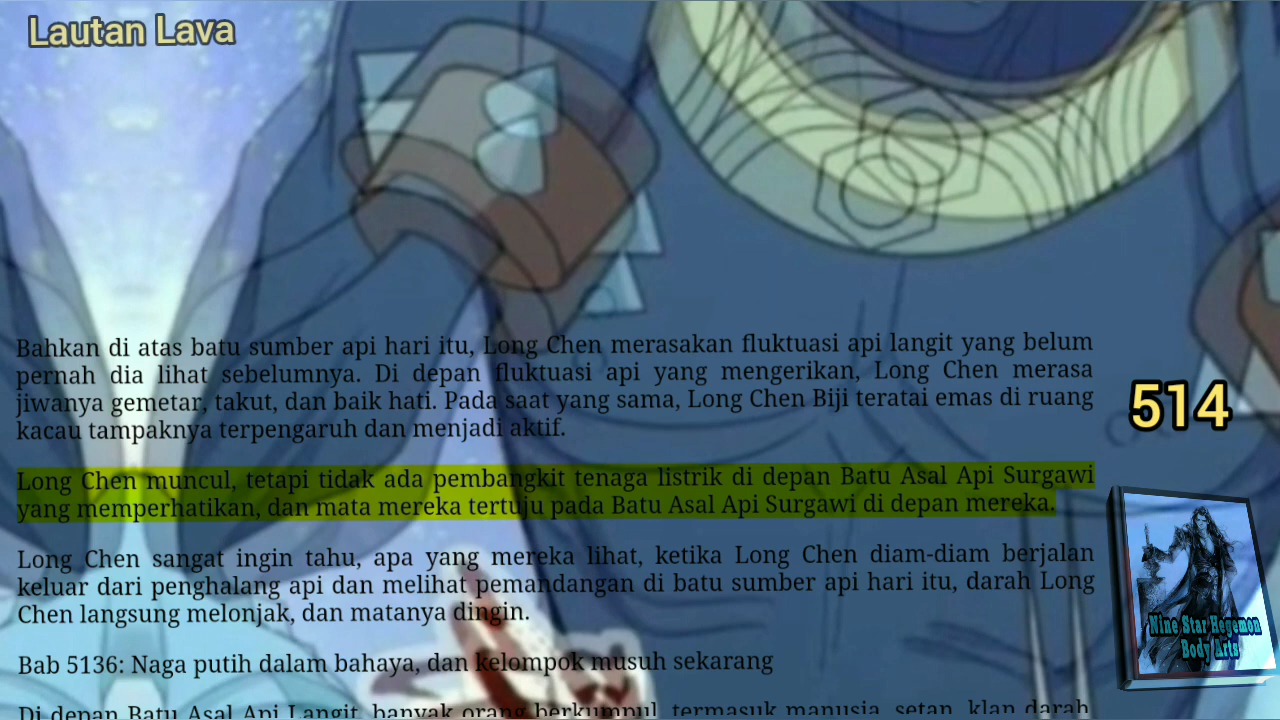 Lautan Lava
Bahkan di atas batu sumber api hari itu, Long Chen merasakan fluktuasi api langit yang belum
pernah dia lihat sebelumnya. Di depan fluktuasi api yang mengerikan, Long Chen merasa
jiwanya gemetar, takut, dan baik hati. Pada saat yang sama, Long Chen Biji teratai emas di ruang
kacau tampaknya terpengaruh dan menjadi aktif.
514
Long Chen muncul, tetapi tidak ada pembangkit tenaga listrik di depan Batu Asal Api Surgawi
yang memperhatikan, dan mata mereka tertuju pada Batu Asal Api Surgawi di depan mereka.
Long Chen sangat ingin tahu, apa yang mereka lihat, ketika Long Chen diam-diam berjalan
keluar dari penghalang api dan melihat pemandangan di batu sumber api hari itu, darah Long
Chen langsung melonjak, dan matanya dingin.
Nine Star Hegemon
Body Arts
Bab 5136: Naga putih dalam bahaya, dan kelompok musuh sekarang
Di depan Batu Asal Api Langit, banyak orang berkumpul, termasuk manusia, setan, klan darah,